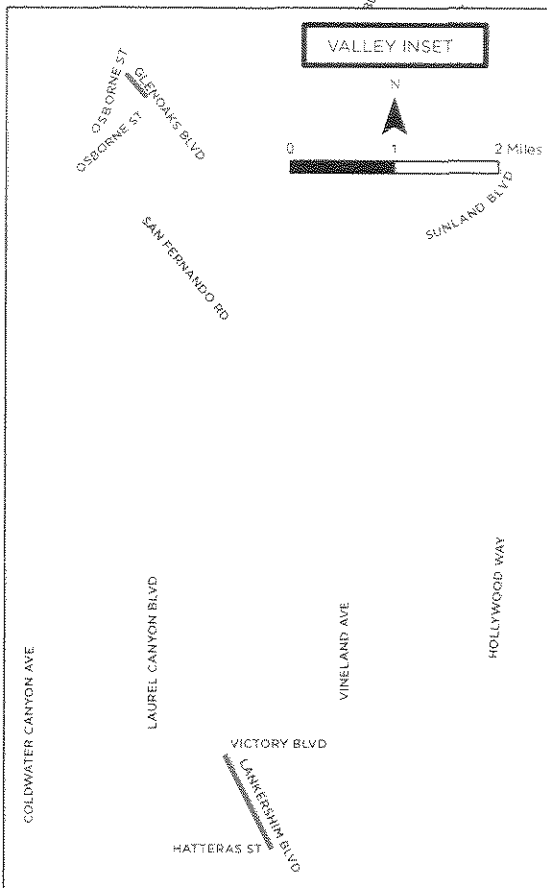 VALLEY INSET
N
0 1 2 Miles
OSBORNE ST
GLENOAKS BLVD
OSBORNE ST
SUNLAND BLVD
SAN FERNANDO RD
HOLLYWOOD WAY
LAUREL CANYON BLVD
VINELAND AVE
COLDWATER CANYON AVE
VICTORY BLVD
LANKERSHIM BLVD
HATTERAS ST